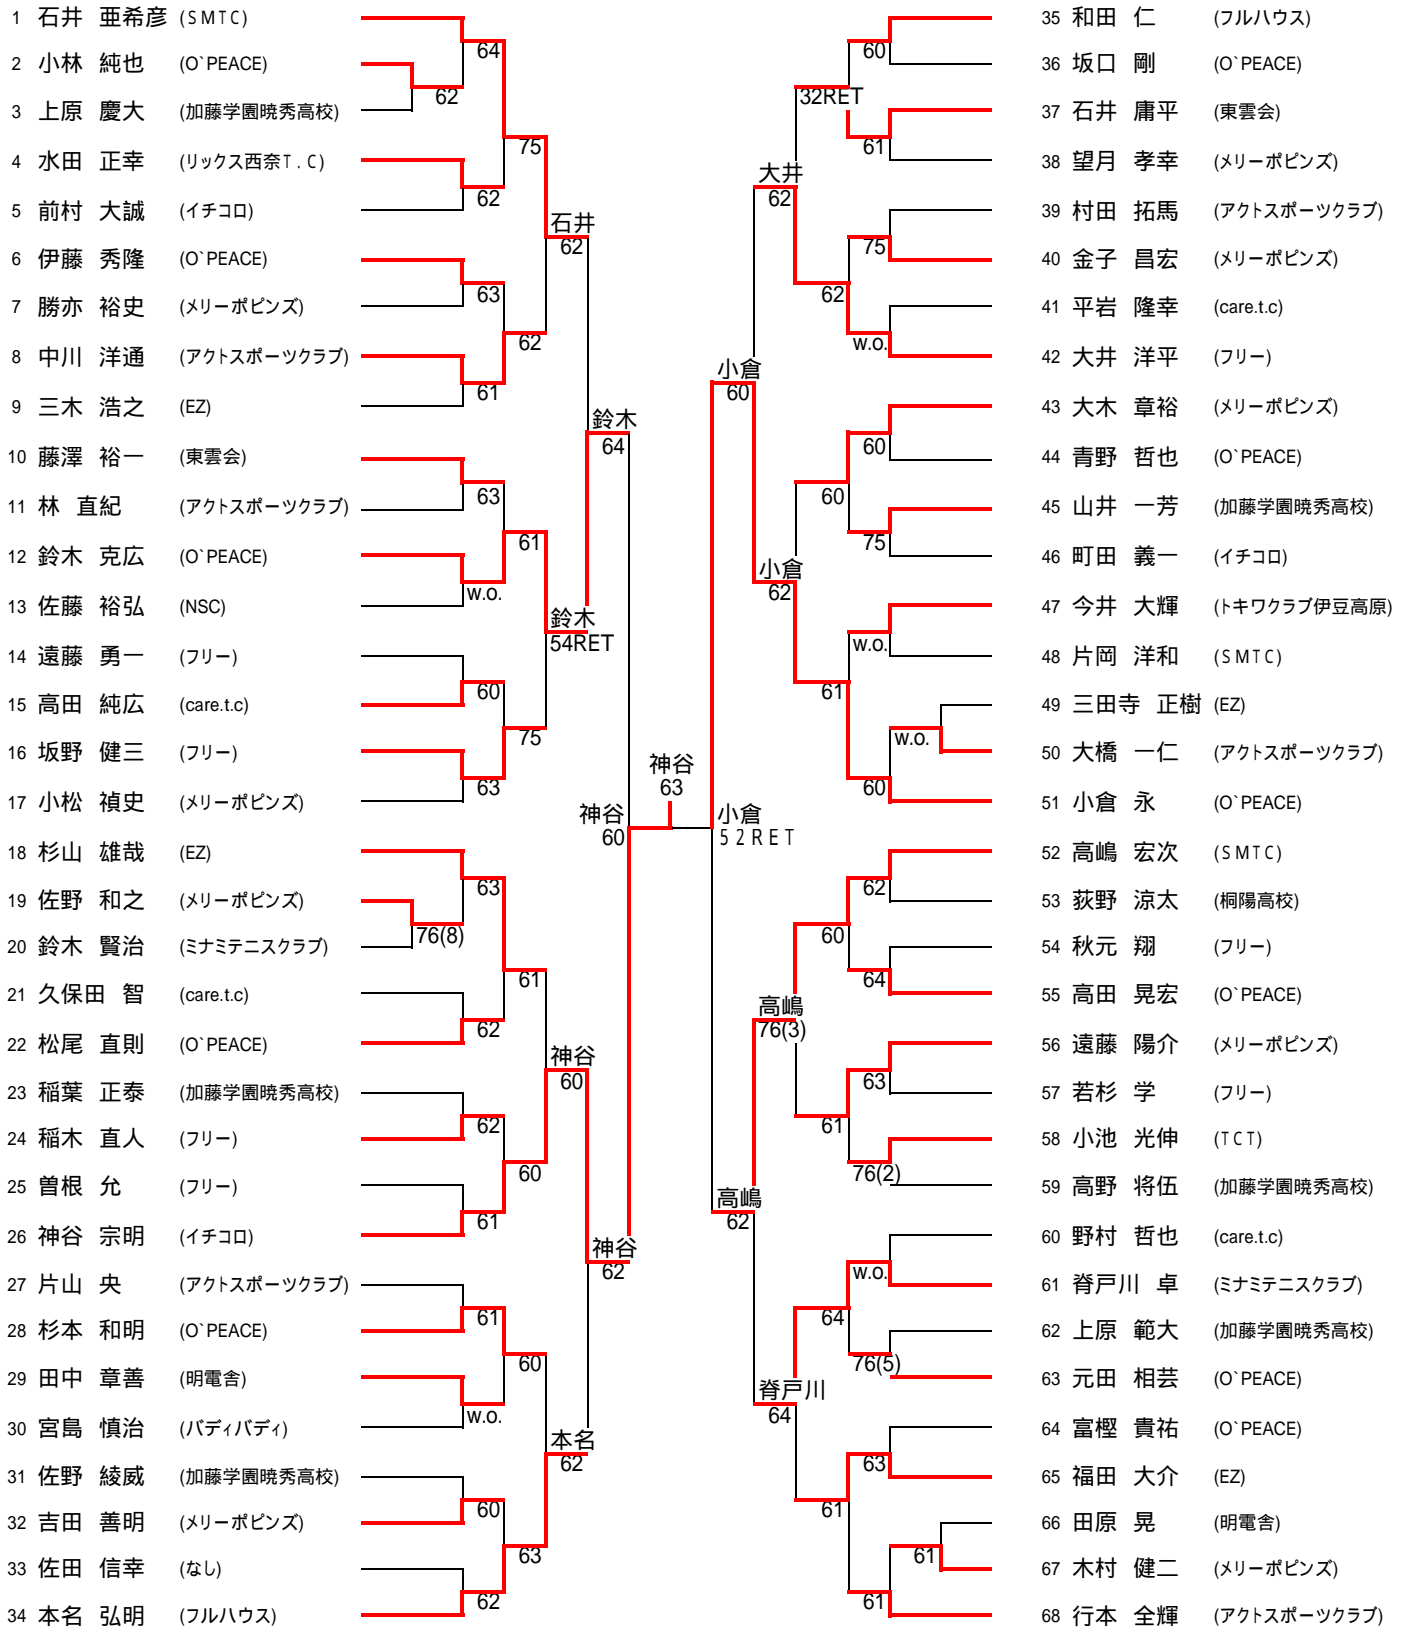 1 石井 亜希彦 (SMTC)
2 小林 純也 (O`PEACE)
3 上原 慶大 (加藤学園暁秀高校)
4 水田 正幸 (リックス西奈T.C)
5 前村 大誠 (イチコロ)
6 伊藤 秀隆 (O`PEACE)
7 勝亦 裕史 (メリーポピンズ)
8 中川 洋通 (アクトスポーツクラブ)
9 三木 浩之 (EZ)
10 藤澤 裕一 (東雲会)
11 林 直紀 (アクトスポーツクラブ)
12 鈴木 克広 (O`PEACE)
13 佐藤 裕弘 (NSC)
14 遠藤 勇一 (フリー)
15 高田 純広 (care.t.c)
16 坂野 健三 (フリー)
17 小松 禎史 (メリーポピンズ)
18 杉山 雄哉 (EZ)
19 佐野 和之 (メリーポピンズ)
20 鈴木 賢治 (ミナミテニスクラブ)
21 久保田 智 (care.t.c)
22 松尾 直則 (O`PEACE)
23 稲葉 正泰 (加藤学園暁秀高校)
24 稲木 直人 (フリー)
25 曽根 允 (フリー)
26 神谷 宗明 (イチコロ)
27 片山 央 (アクトスポーツクラブ)
28 杉本 和明 (O`PEACE)
29 田中 章善 (明電舎)
30 宮島 慎治 (バディバディ)
31 佐野 綾威 (加藤学園暁秀高校)
32 吉田 善明 (メリーポピンズ)
33 佐田 信幸 (なし)
34 本名 弘明 (フルハウス)
62
76(8)
64
62
63
61
63
w.o.
60
63
63
62
62
61
61
w.o.
60
62
75
62
61
75
61
60
60
63
石井
62
鈴木
54RET
神谷
60
本名
62
鈴木
64
神谷
62
神谷
60
神谷
63
小倉
52RET
小倉
60
高嶋
62
大井
62
小倉
62
高嶋
76(3)
脊戸川
64
32RET
62
60
61
60
61
64
61
60
61
75
w.o.
60
75
w.o.
60
62
64
63
76(2)
w.o.
76(5)
63
61
w.o.
61
35 和田 仁 (フルハウス)
36 坂口 剛 (O`PEACE)
37 石井 庸平 (東雲会)
38 望月 孝幸 (メリーポピンズ)
39 村田 拓馬 (アクトスポーツクラブ)
40 金子 昌宏 (メリーポピンズ)
41 平岩 隆幸 (care.t.c)
42 大井 洋平 (フリー)
43 大木 章裕 (メリーポピンズ)
44 青野 哲也 (O`PEACE)
45 山井 一芳 (加藤学園暁秀高校)
46 町田 義一 (イチコロ)
47 今井 大輝 (トキワクラブ伊豆高原)
48 片岡 洋和 (SMTC)
49 三田寺 正樹 (EZ)
50 大橋 一仁 (アクトスポーツクラブ)
51 小倉 永 (O`PEACE)
52 高嶋 宏次 (SMTC)
53 荻野 涼太 (桐陽高校)
54 秋元 翔 (フリー)
55 高田 晃宏 (O`PEACE)
56 遠藤 陽介 (メリーポピンズ)
57 若杉 学 (フリー)
58 小池 光伸 (TCT)
59 高野 将伍 (加藤学園暁秀高校)
60 野村 哲也 (care.t.c)
61 脊戸川 卓 (ミナミテニスクラブ)
62 上原 範大 (加藤学園暁秀高校)
63 元田 相芸 (O`PEACE)
64 富樫 貴祐 (O`PEACE)
65 福田 大介 (EZ)
66 田原 晃 (明電舎)
67 木村 健二 (メリーポピンズ)
68 行本 全輝 (アクトスポーツクラブ)